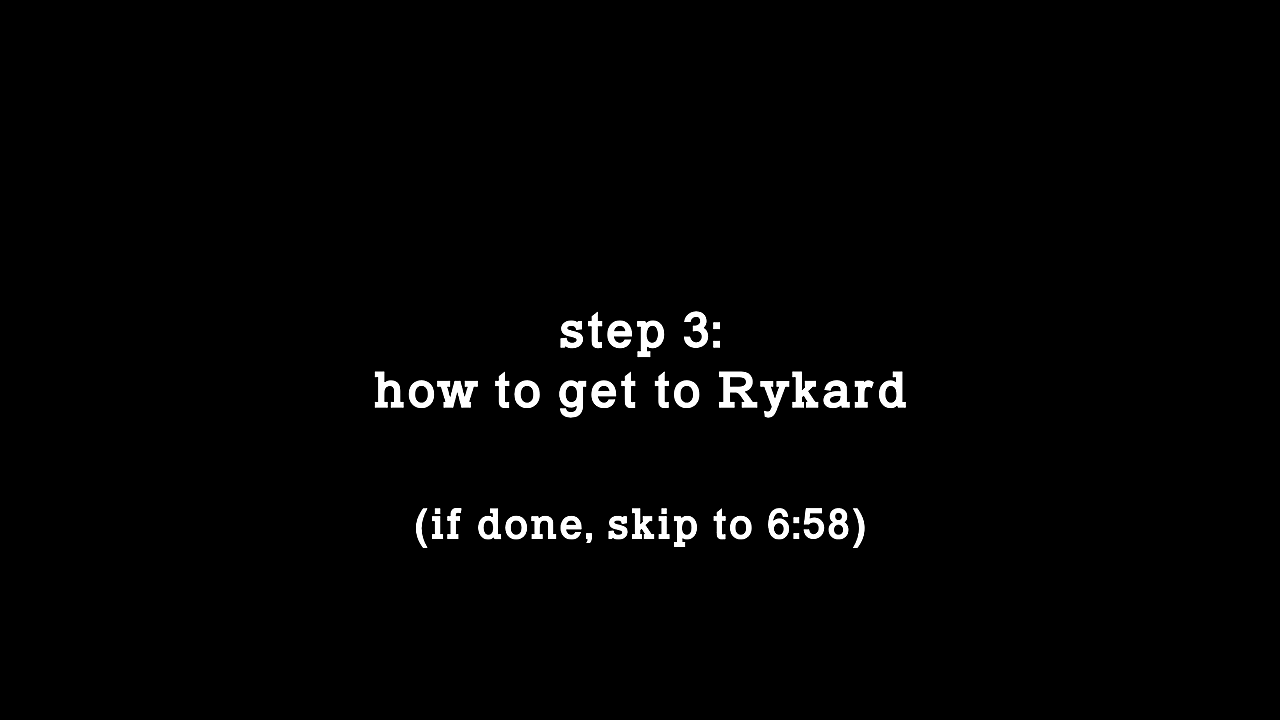 step 3:
how to get to Rykard
(if done, skip to 6:58)